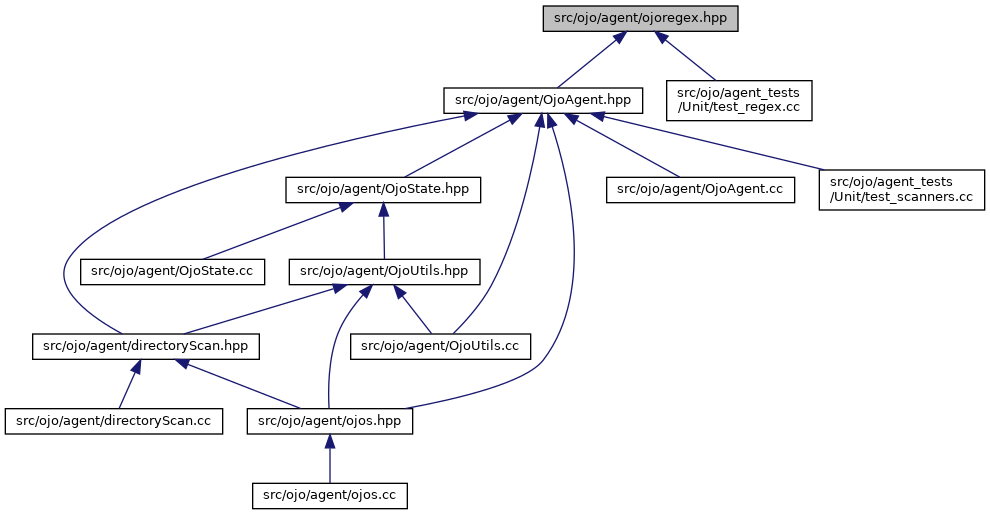 src/ojo/agent/ojoregex.hpp
src/ojo/agent/OjoAgent.hpp
src/ojo/agent_tests
/Unit/test_regex.cc
src/ojo/agent/OjoState.hpp
src/ojo/agent/OjoAgent.cc
src/ojo/agent_tests
/Unit/test_scanners.cc
src/ojo/agent/OjoState.cc
src/ojo/agent/OjoUtils.hpp
src/ojo/agent/directoryScan.hpp
src/ojo/agent/OjoUtils.cc
src/ojo/agent/directoryScan.cc
src/ojo/agent/ojos.hpp
src/ojo/agent/ojos.cc